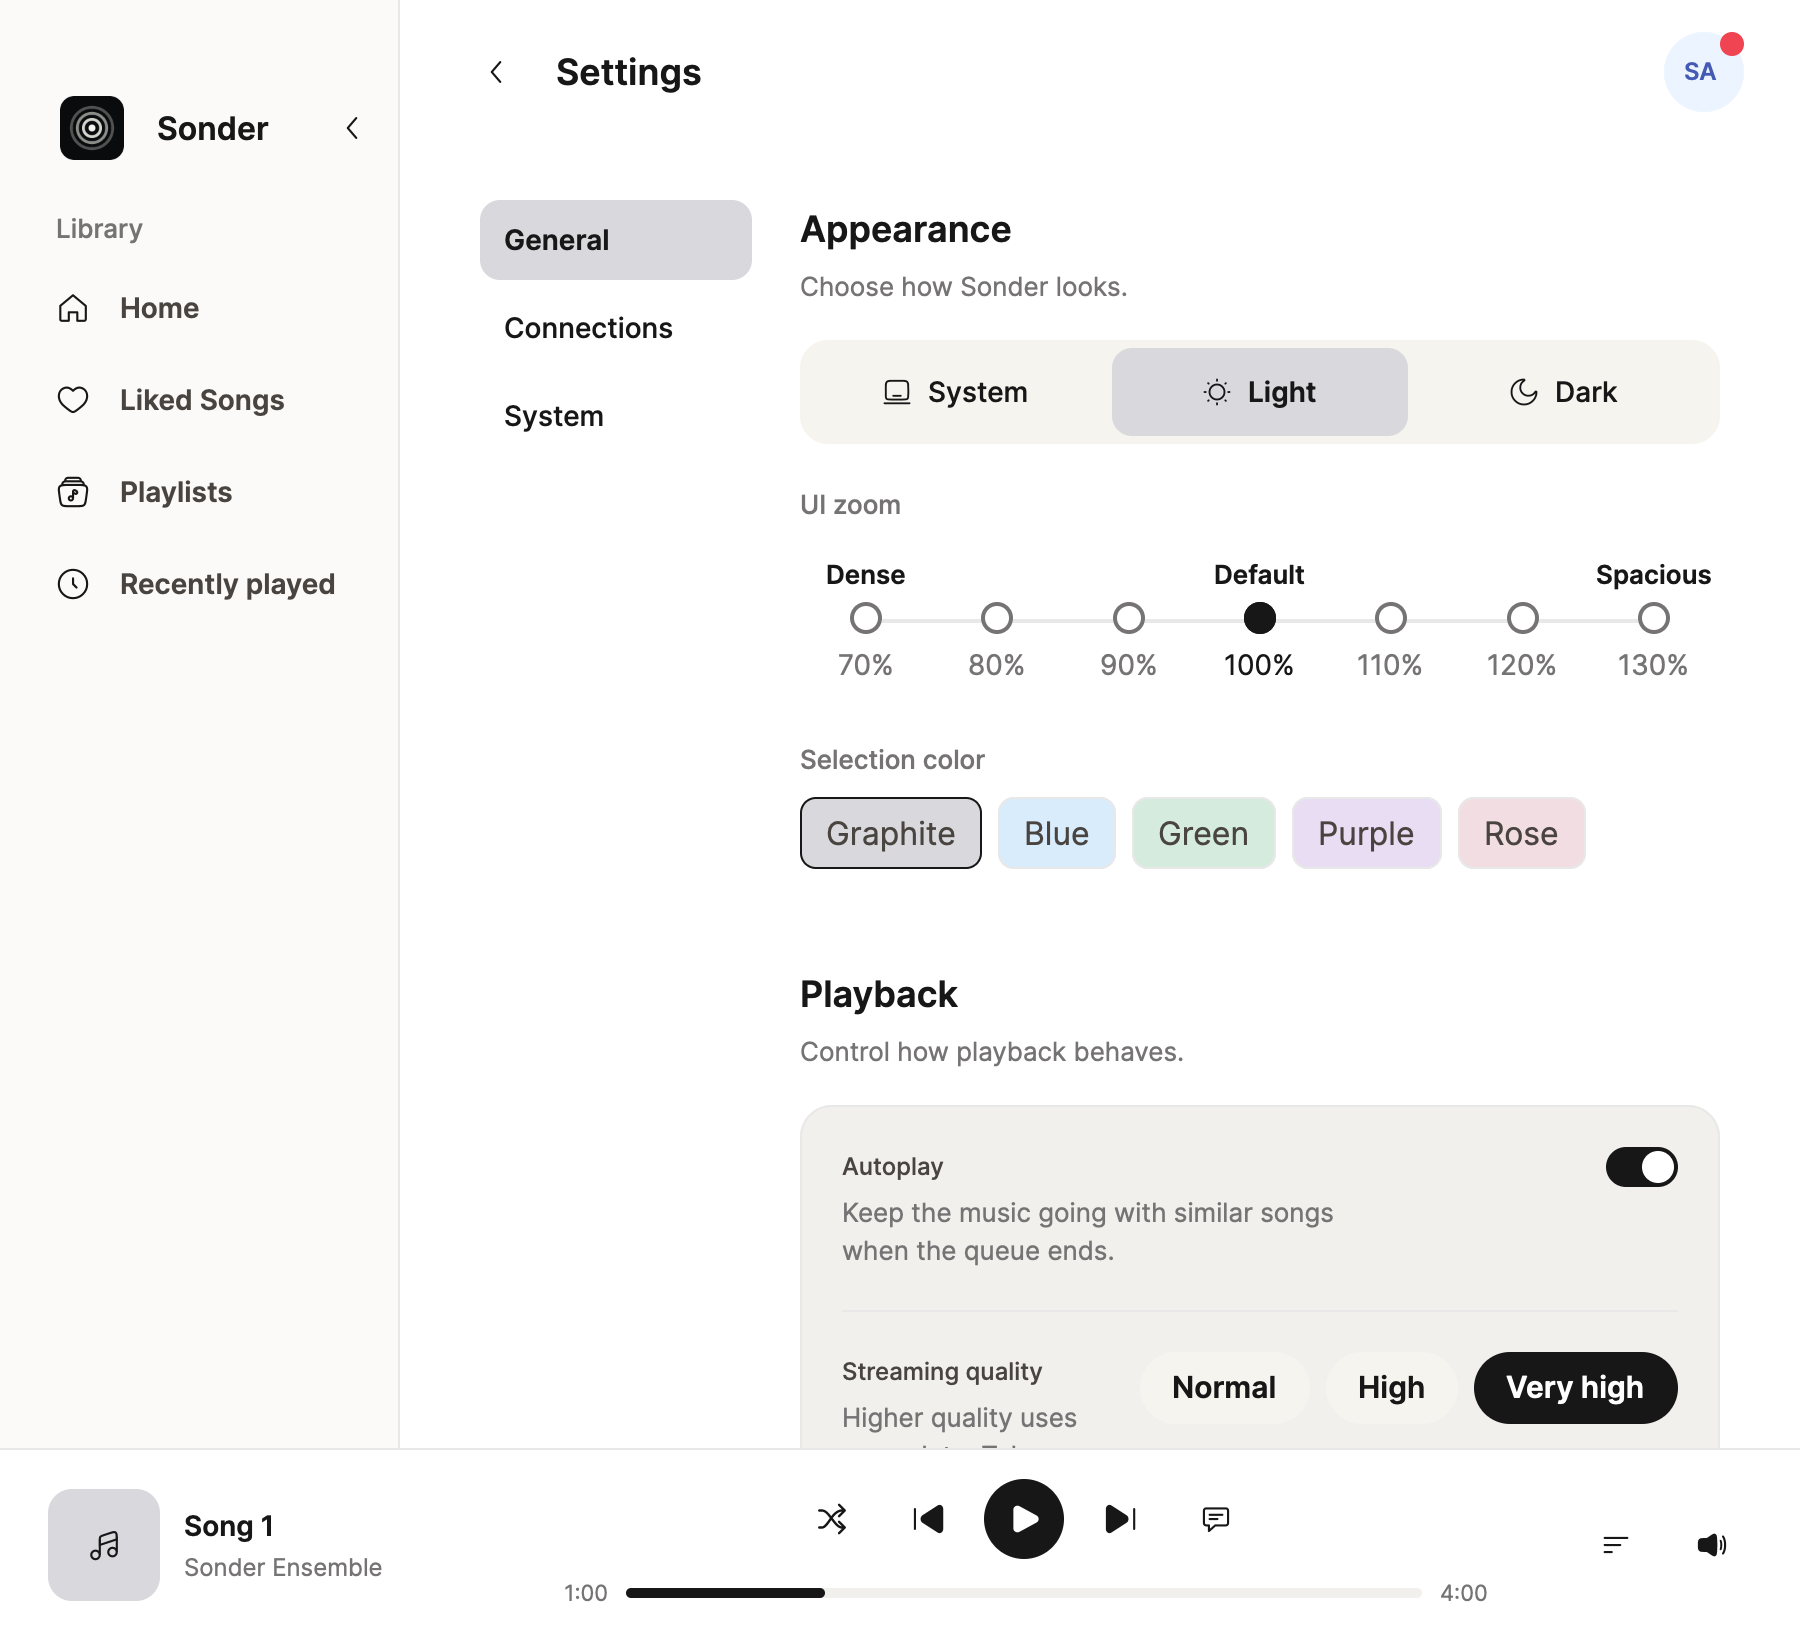 Sonder
Library
Home
Liked Songs
Playlists
Recently played
Settings
SA
General
Connections
System
Appearance
Choose how Sonder looks.
System
Light
Dark
UI zoom
Dense
Default
Spacious
70%
80%
90%
100%
110%
120%
130%
Selection color
Graphite
Blue
Green
Purple
Rose
Playback
Control how playback behaves.
Autoplay
Keep the music going with similar songs
when the queue ends.
Streaming quality
Higher quality uses
Normal
High
Very high
Song 1
Sonder Ensemble
1:00
4:00